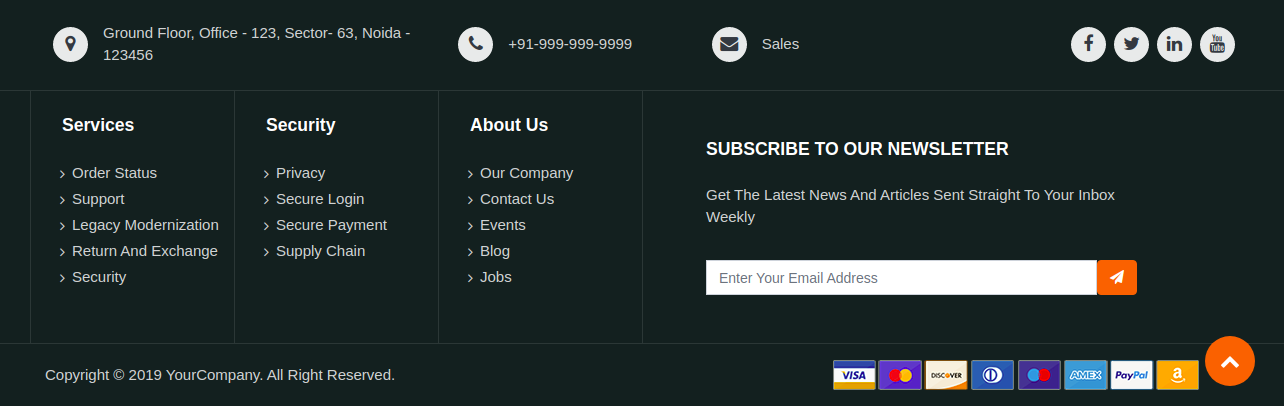 Ground Floor, Office - 123, Sector- 63, Noida -
123456
+91-999-999-9999
Sales
You
Tube
Services
Order Status
Support
Legacy Modernization
Return And Exchange
Security
Security
Privacy
Secure Login
Secure Payment
Supply Chain
About Us
Our Company
Contact Us
Events
Blog
Jobs
SUBSCRIBE TO OUR NEWSLETTER
Get The Latest News And Articles Sent Straight To Your Inbox
Weekly
Enter Your Email Address
Copyright © 2019 YourCompany. All Right Reserved.
VISA
DISCOVER
AMEX
PayPal